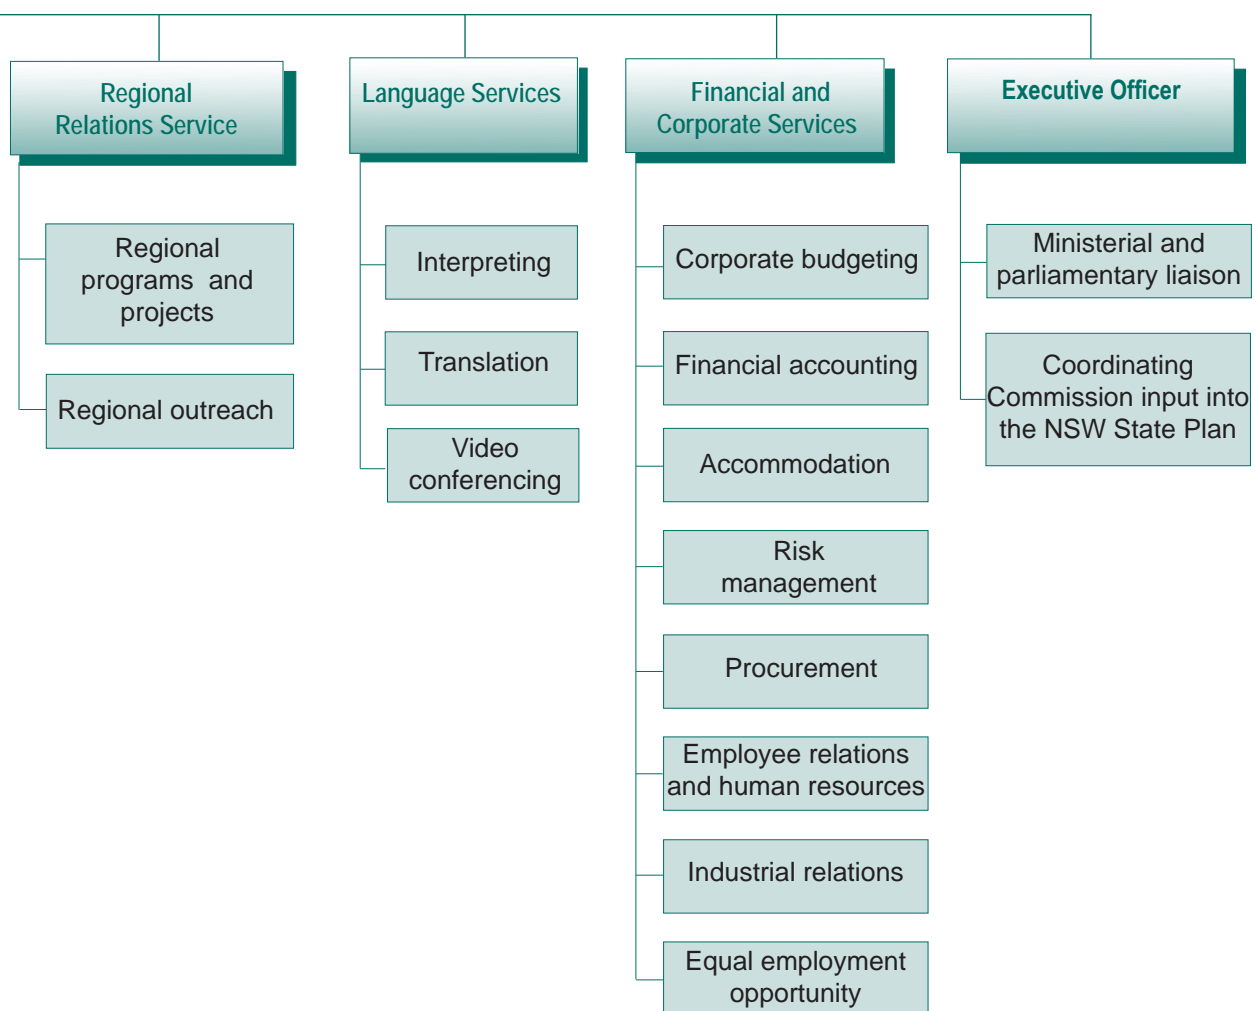 Regional
Relations Service
Regional
programs and
projects
Regional outreach
Language Services
Interpreting
Translation
Video
conferencing
Financial and
Corporate Services
Corporate budgeting
Financial accounting
Accommodation
Risk
management
Procurement
Employee relations
and human resources
Industrial relations
Equal employment
opportunity
Executive Officer
Ministerial and
parliamentary liaison
Coordinating
Commission input into
the NSW State Plan